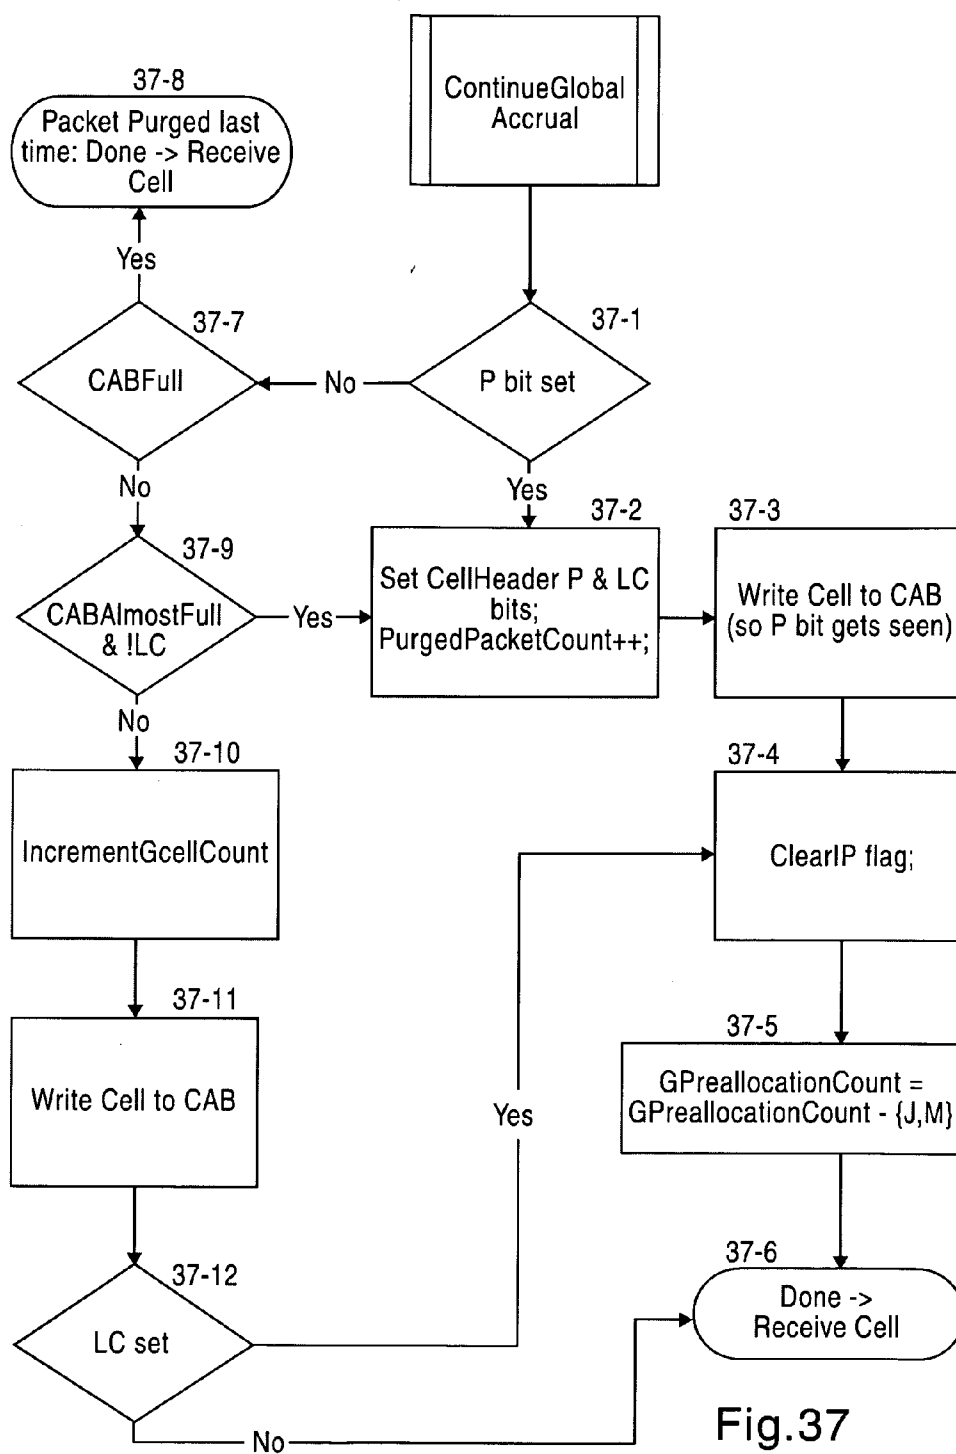 ContinueGlobal
Accrual
37-8
Packet Purged last
time: Done -> Receive
Cell
Yes
37-7
CABFull
No
37-1
P bit set
No
Yes
37-9
CABAlmostFull
& !LC
Yes
37-2
Set CellHeader P & LC
bits;
PurgedPacketCount++;
37-3
Write Cell to CAB
(so P bit gets seen)
No
37-10
IncrementGcellCount
37-4
ClearIP flag;
37-11
Write Cell to CAB
Yes
37-5
GPreallocationCount =
GPreallocationCount - {J,M}
37-12
LC set
37-6
Done ->
Receive Cell
No
Fig.37